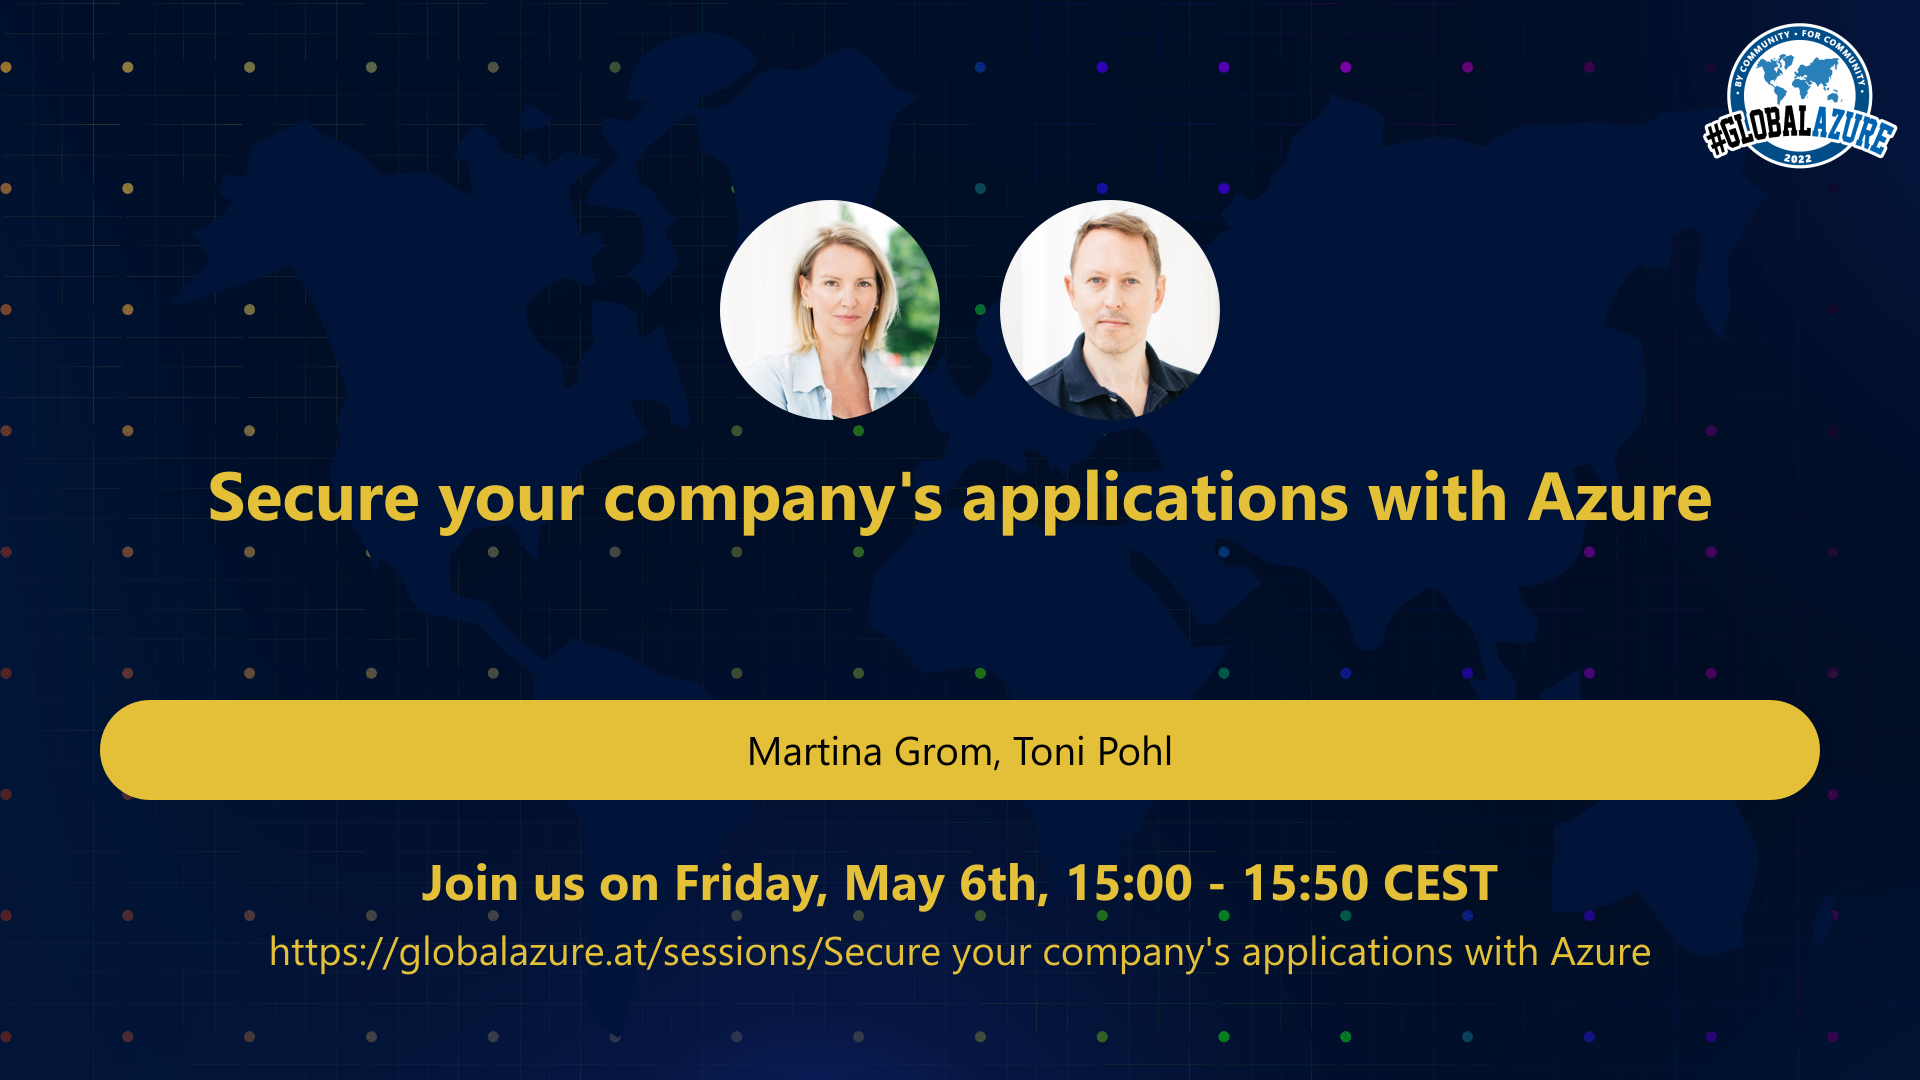 • BY COMMUNITY • FOR COMMUNITY •
#GLOBALAZURE
2022
Secure your company's applications with Azure
Martina Grom, Toni Pohl
Join us on Friday, May 6th, 15:00 - 15:50 CEST
https://globalazure.at/sessions/Secure your company's applications with Azure